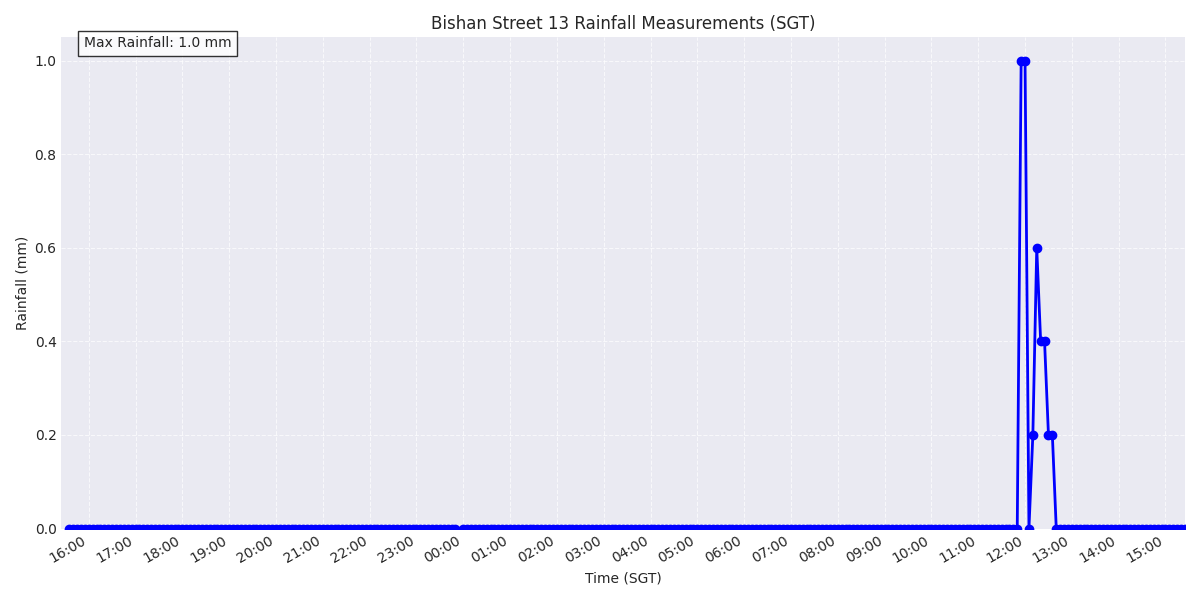 Bishan Street 13 Rainfall Measurements (SGT)
Max Rainfall: 1.0 mm
1.0
0.8
0.6
0.4
0.2
0.0
Rainfall (mm)
16:00 17:00 18:00 19:00 20:00 21:00 22:00 23:00 00:00 01:00 02:00 03:00 04:00 05:00 06:00 07:00 08:00 09:00 10:00 11:00 12:00 13:00 14:00 15:00
Time (SGT)